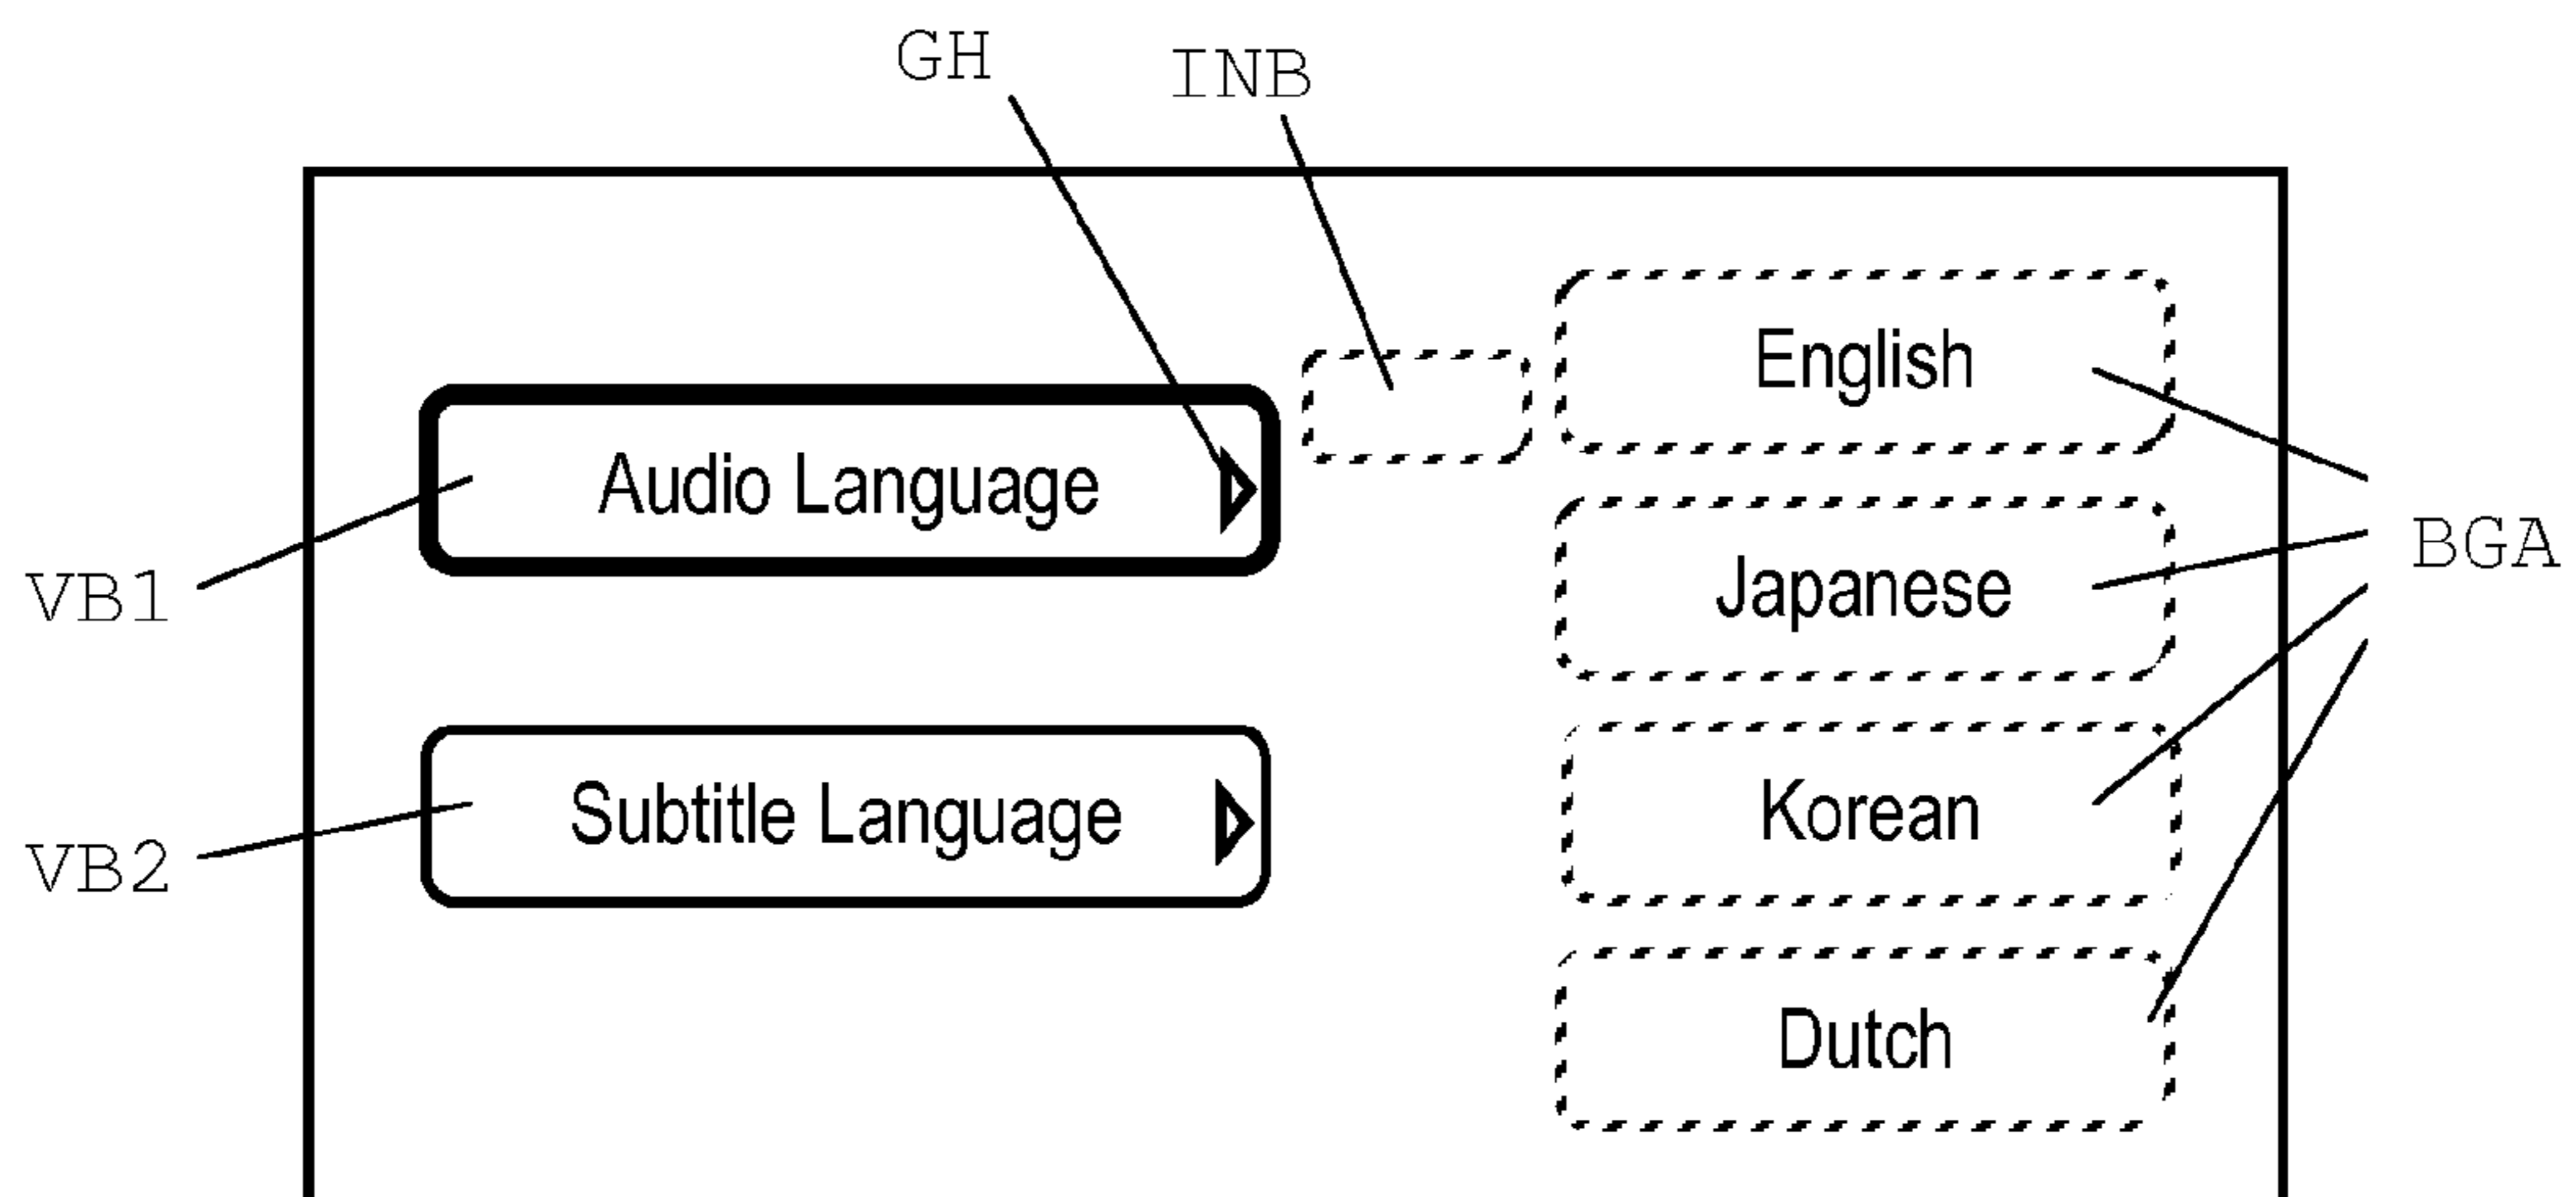 GH
INB
English
Audio Language
Japanese
BGA
VB1
Subtitle Language
Korean
VB2
Dutch